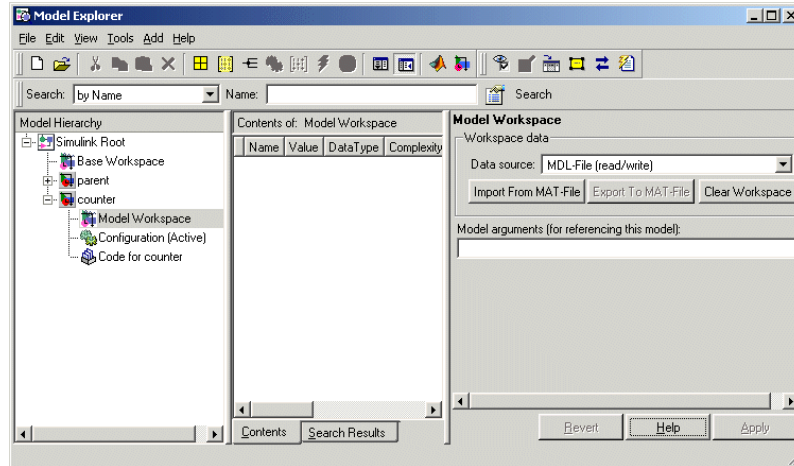 Model Explorer
File Edit View Tools Add Help
Search: by Name Name: Search
Model Hierarchy
Simulink Root
Base Workspace
parent
counter
Model Workspace
Configuration (Active)
Code for counter
Contents of: Model Workspace
Name Value DataType Complexity
Contents Search Results
Model Workspace
Workspace data
Data source: MDL-File (read/write)
Import From MAT-File Export To MAT-File Clear Workspace
Model arguments (for referencing this model):
Revert Help Apply